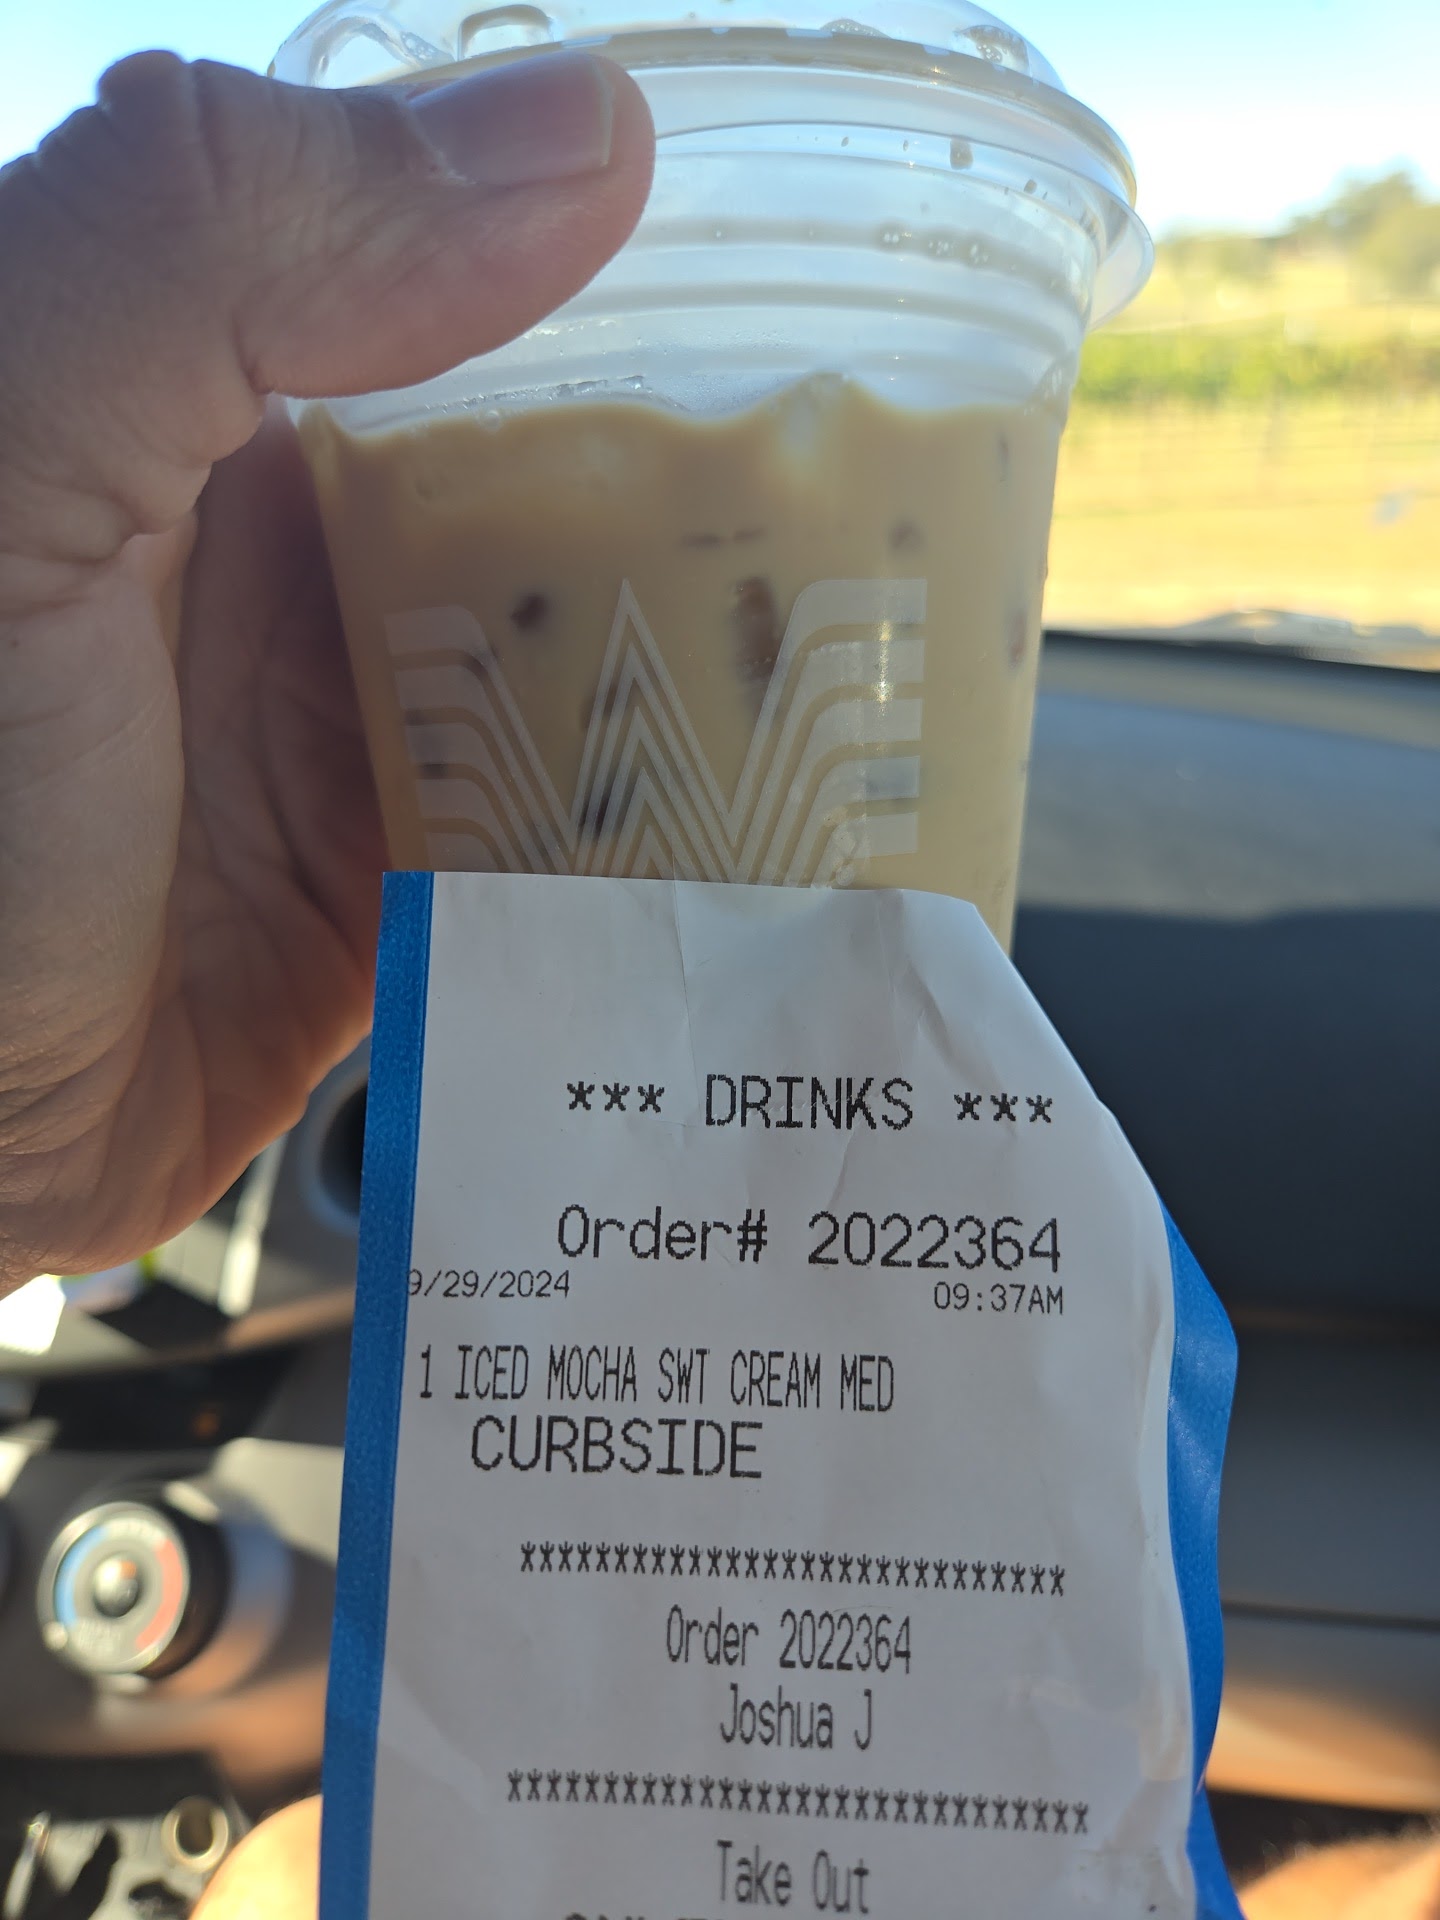 *** DRINKS ***
Order# 2022364
9/29/2024 09:37AM
1 ICED MOCHA SWT CREAM MED
CURBSIDE
*****************************
Order 2022364
Joshua J
******************************
Take Out